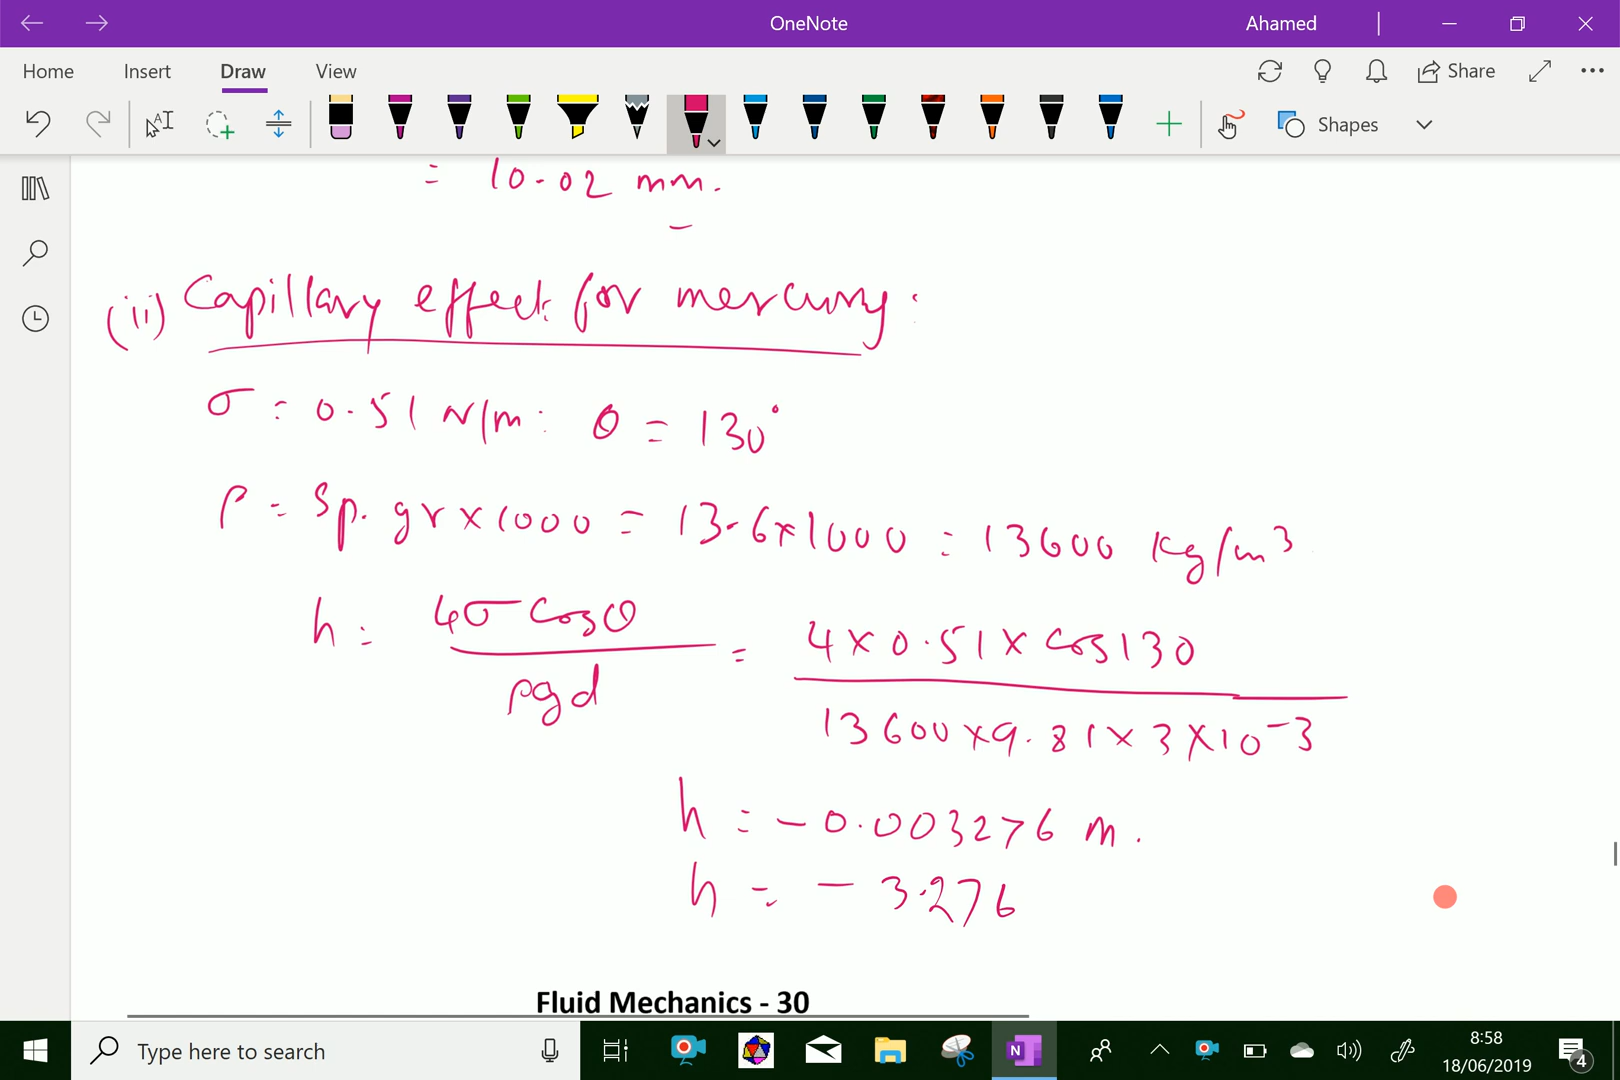 OneNote
Ahamed
Home Insert Draw View
Share
Shapes
= 10.02 mm.
(ii) Capillary effect for mercury:
σ = 0.51 N/m: θ = 130°
ρ = Sp. gr x 1000 = 13.6x1000 = 13600 kg/m³
h = 4σ cosθ / ρgd = 4 x 0.51 x cos130 / 13600 x 9.81 x 3 x 10⁻³
h = - 0.003276 m.
h = - 3.276
Fluid Mechanics - 30
Type here to search
8:58
18/06/2019
4